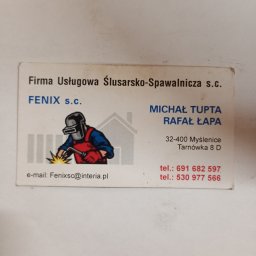 Firma Usługowa Ślusarsko-Spawalnicza s.c.
FENIX s.c.
MICHAŁ TUPTA
RAFAŁ ŁAPA
32-400 Myślenice
Tarnówka 8 D
tel.: 691 682 597
tel.: 530 977 566
e-mail: Fenixsc@interia.pl